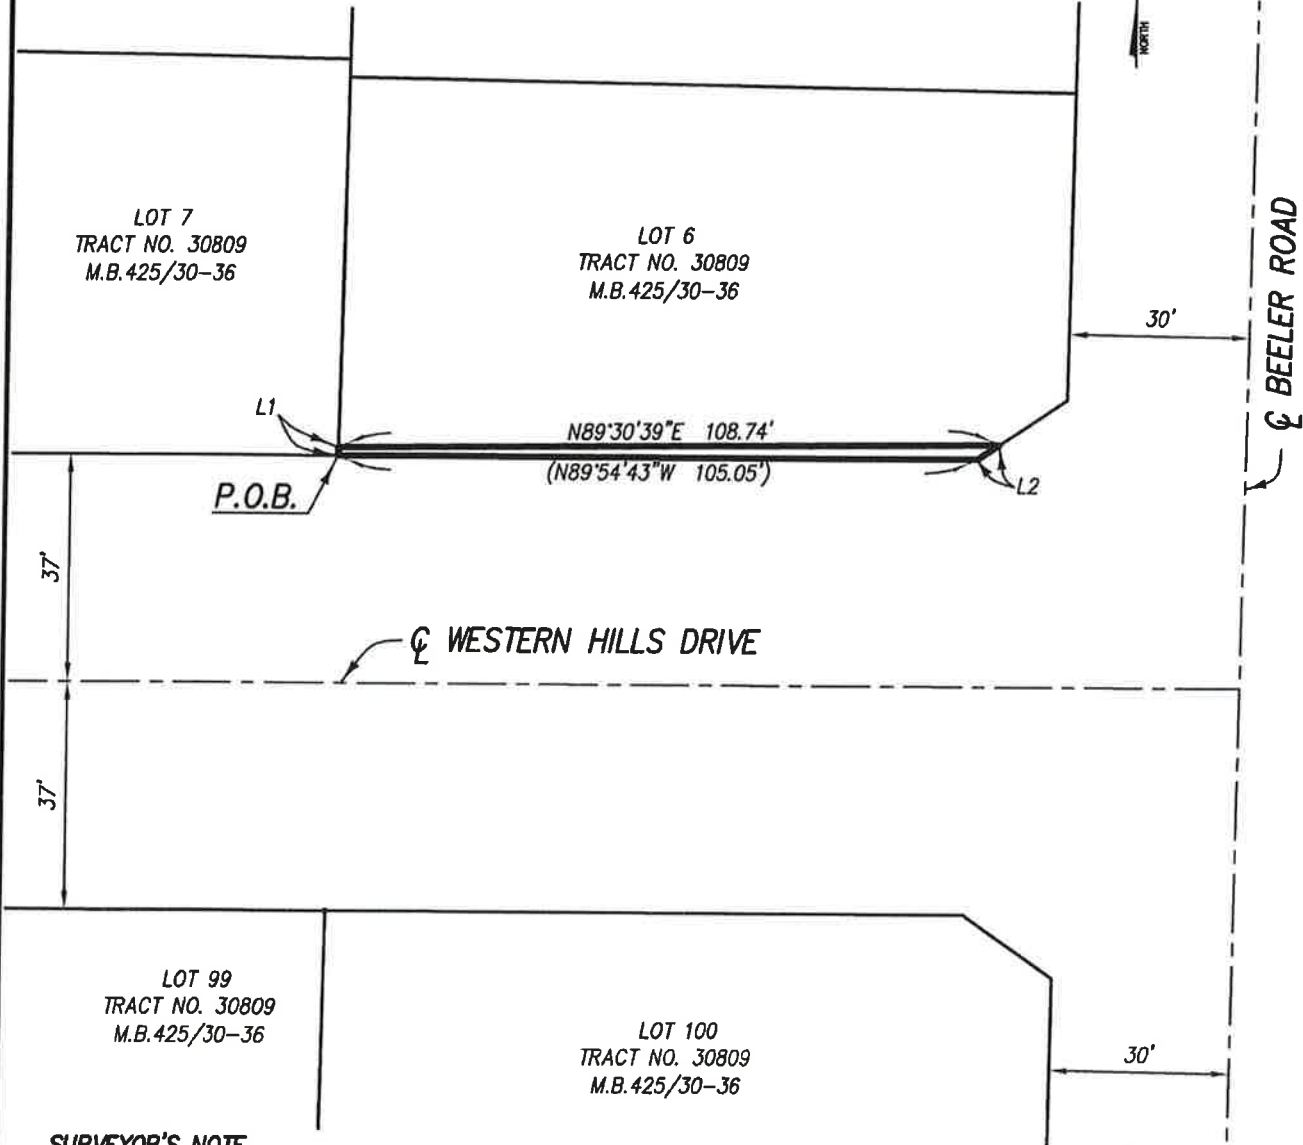 NORTH
LOT 7
TRACT NO. 30809
M.B.425/30-36
LOT 6
TRACT NO. 30809
M.B.425/30-36
30'
℄ BEELER ROAD
L1
N89°30'39"E 108.74'
(N89°54'43"W 105.05')
L2
P.O.B.
37'
℄ WESTERN HILLS DRIVE
37'
LOT 99
TRACT NO. 30809
M.B.425/30-36
LOT 100
TRACT NO. 30809
M.B.425/30-36
30'
SURVEYOR'S NOTE